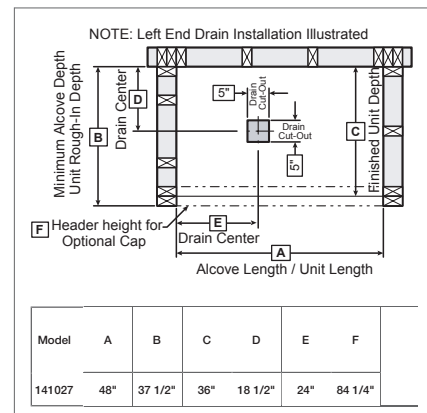 NOTE: Left End Drain Installation Illustrated
Minimum Alcove Depth
Unit Rough-In Depth
B
Drain Center
D
5"
Drain
Cut-Out
Drain
Cut-Out
5"
C
Finished Unit Depth
F Header height for
Optional Cap
E
Drain Center
A
Alcove Length / Unit Length
Model A B C D E F
141027 48" 37 1/2" 36" 18 1/2" 24" 84 1/4"